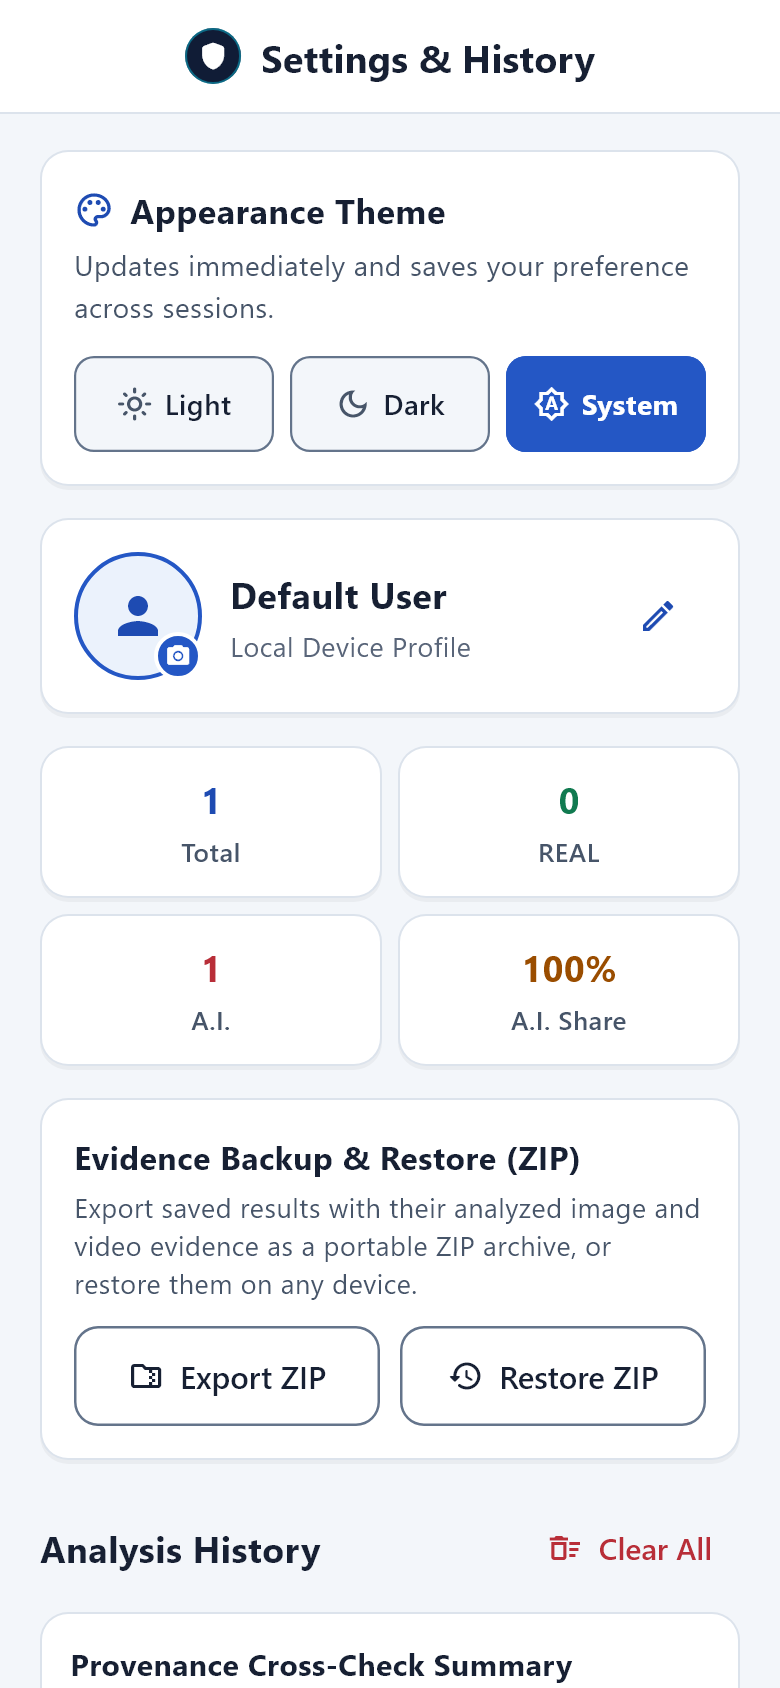 Settings & History
Appearance Theme
Updates immediately and saves your preference
across sessions.
Light
Dark
System
Default User
Local Device Profile
1
Total
0
REAL
1
A.I.
100%
A.I. Share
Evidence Backup & Restore (ZIP)
Export saved results with their analyzed image and
video evidence as a portable ZIP archive, or
restore them on any device.
Export ZIP
Restore ZIP
Analysis History
Clear All
Provenance Cross-Check Summary